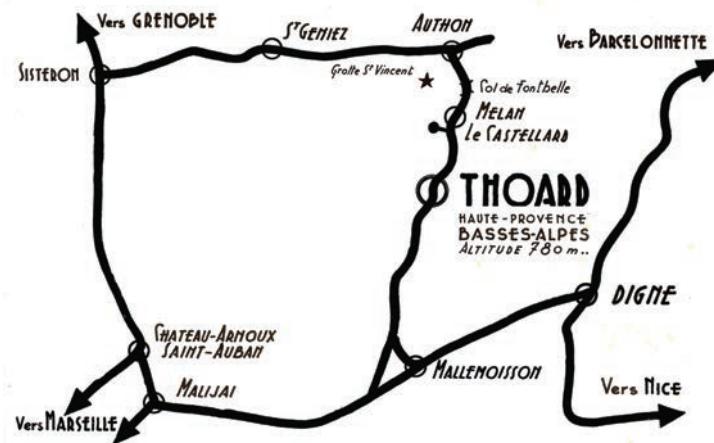 Vers GRENOBLE
ST GENIEZ
AUTHON
Vers BARCELONNETTE
SISTERON
Grotte St Vincent
Col de Fontbelle
MELAN
LE CASTELLARD
THOARD
HAUTE-PROVENCE
BASSES-ALPES
ALTITUDE 780 m..
DIGNE
CHATEAU-ARNOUX
SAINT-AUBAN
MALLEMOISSON
MALIJAI
Vers NICE
Vers MARSEILLE